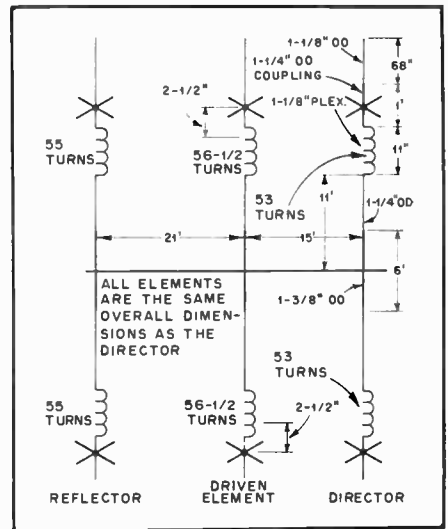 1-1/8" OD
1-1/4" OD
COUPLING
68"
2-1/2"
1'
1-1/8" PLEX.
55
TURNS
56-1/2
TURNS
11"
53
TURNS
11'
1-1/4" OD
21'
15'
6'
ALL ELEMENTS
ARE THE SAME
OVERALL DIMEN-
SIONS AS THE
DIRECTOR
1-3/8" OD
53
TURNS
55
TURNS
56-1/2
TURNS
2-1/2"
REFLECTOR
DRIVEN
ELEMENT
DIRECTOR